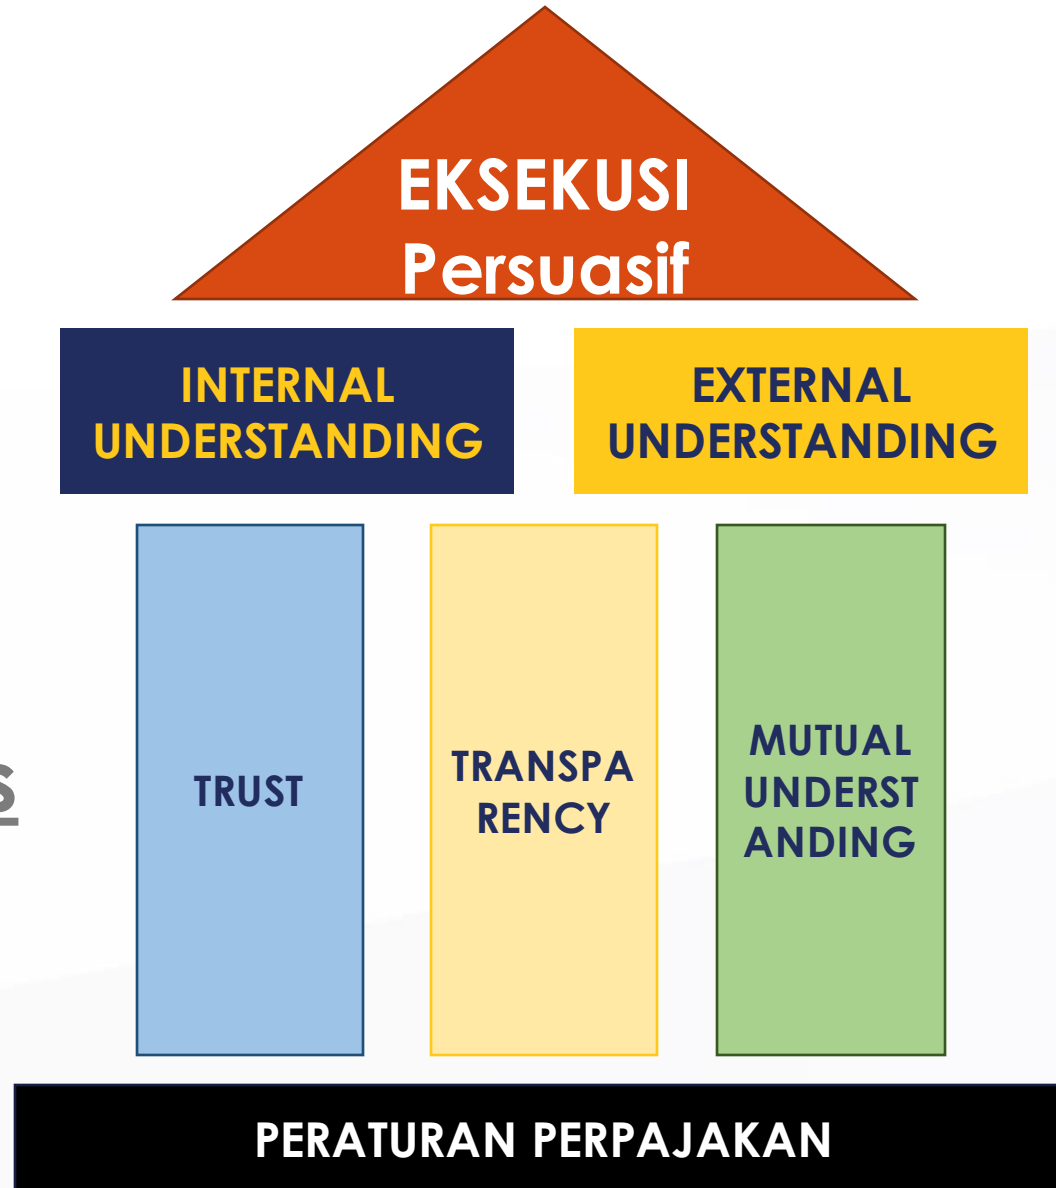 EKSEKUSI
Persuasif
INTERNAL
UNDERSTANDING
EXTERNAL
UNDERSTANDING
S
TRUST
TRANSPA
RENCY
MUTUAL
UNDERST
ANDING
PERATURAN PERPAJAKAN